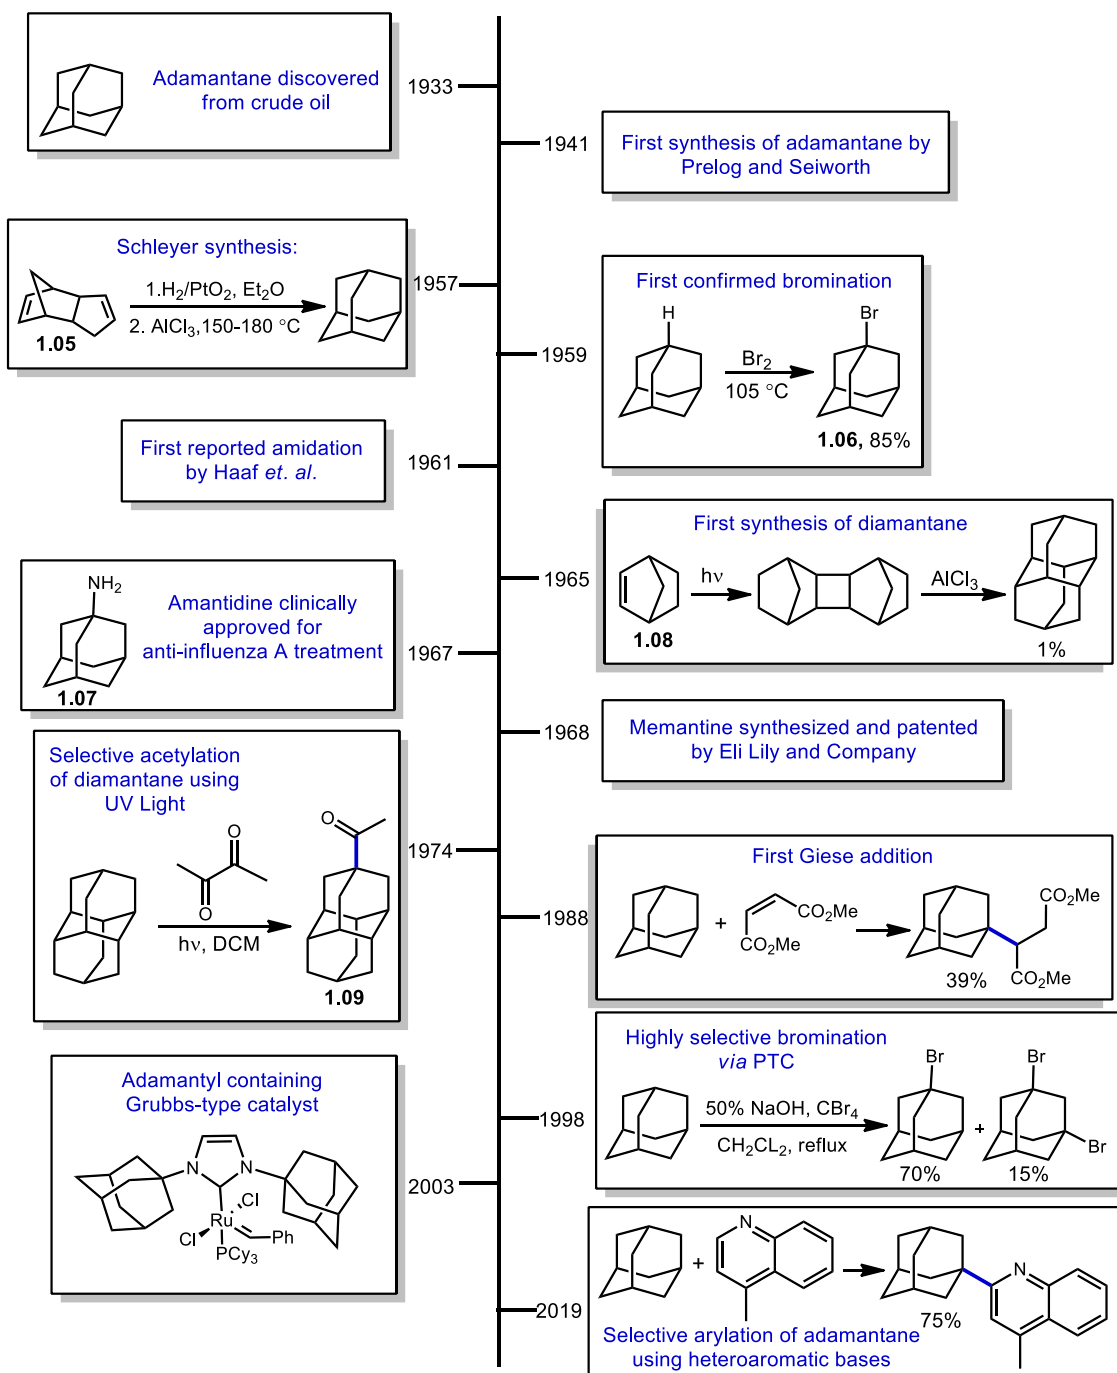 Adamantane discovered
from crude oil
1933
1941
First synthesis of adamantane by
Prelog and Seiworth
Schleyer synthesis:
1.H2/PtO2, Et2O
2. AlCl3,150-180 °C
1.05
1957
First confirmed bromination
H
Br2
105 °C
Br
1.06, 85%
1959
First reported amidation
by Haaf et. al.
1961
First synthesis of diamantane
hν
AlCl3
1.08
1%
1965
NH2
Amantidine clinically
approved for
anti-influenza A treatment
1.07
1967
1968
Memantine synthesized and patented
by Eli Lily and Company
Selective acetylation
of diamantane using
UV Light
O
O
hν, DCM
O
1.09
1974
First Giese addition
+
CO2Me
CO2Me
CO2Me
CO2Me
39%
1988
Highly selective bromination
via PTC
50% NaOH, CBr4
CH2CL2, reflux
Br
70%
+
Br
Br
15%
1998
Adamantyl containing
Grubbs-type catalyst
N
N
Cl
Ru
Cl
Ph
PCy3
2003
+
N
N
75%
2019
Selective arylation of adamantane
using heteroaromatic bases